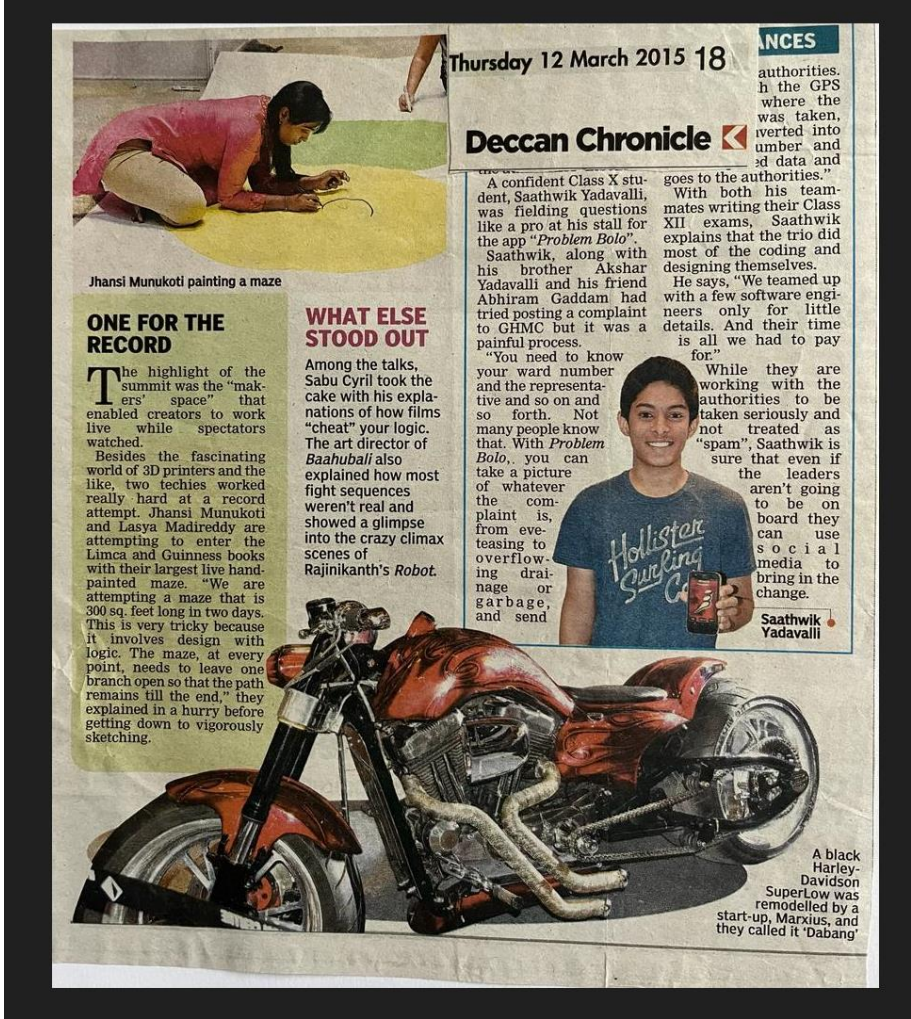 Thursday 12 March 2015 18
Deccan Chronicle
ANCES
Jhansi Munukoti painting a maze
ONE FOR THE
RECORD
The highlight of the
summit was the "mak-
ers' space" that
enabled creators to work
live while spectators
watched.
Besides the fascinating
world of 3D printers and the
like, two techies worked
really hard at a record
attempt. Jhansi Munukoti
and Lasya Madireddy are
attempting to enter the
Limca and Guinness books
with their largest live hand-
painted maze. "We are
attempting a maze that is
300 sq. feet long in two days.
This is very tricky because
it involves design with
logic. The maze, at every
point, needs to leave one
branch open so that the path
remains till the end," they
explained in a hurry before
getting down to vigorously
sketching.
WHAT ELSE
STOOD OUT
Among the talks,
Sabu Cyril took the
cake with his expla-
nations of how films
"cheat" your logic.
The art director of
Baahubali also
explained how most
fight sequences
weren't real and
showed a glimpse
into the crazy climax
scenes of
Rajinikanth's Robot.
A confident Class X stu-
dent, Saathwik Yadavalli,
was fielding questions
like a pro at his stall for
the app "Problem Bolo".
Saathwik, along with
his brother Akshar
Yadavalli and his friend
Abhiram Gaddam had
tried posting a complaint
to GHMC but it was a
painful process.
"You need to know
your ward number
and the representa-
tive and so on and
so forth. Not
many people know
that. With Problem
Bolo,. you can
take a picture
of whatever
the com-
plaint is,
from eve-
teasing to
overflow-
ing drai-
nage or
garbage,
and send
authorities.
h the GPS
where the
was taken,
nverted into
umber and
ed data and
goes to the authorities."
With both his team-
mates writing their Class
XII exams, Saathwik
explains that the trio did
most of the coding and
designing themselves.
He says, "We teamed up
with a few software engi-
neers only for little
details. And their time
is all we had to pay
for."
While they are
working with the
authorities to be
taken seriously and
not treated as
"spam", Saathwik is
sure that even if
the leaders
aren't going
to be on
board they
can use
social
media to
bring in the
change.
Hollister
Surfing
Co
Saathwik
Yadavalli
A black
Harley-
Davidson
SuperLow was
remodelled by a
start-up, Marxius, and
they called it 'Dabang'